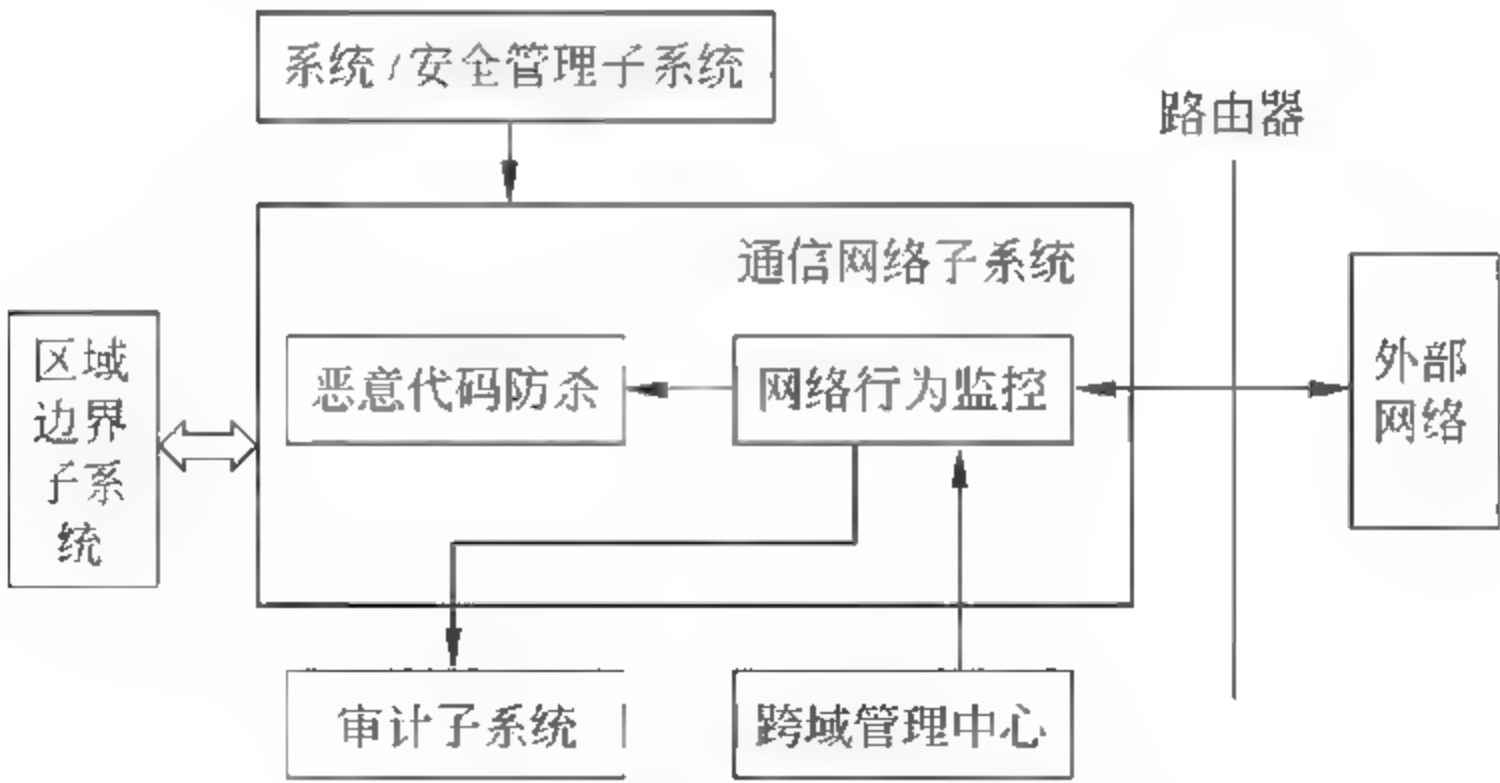 系统/安全管理子系统
路由器
通信网络子系统
区域
边界
子系
统
恶意代码防杀
网络行为监控
外部
网络
审计子系统
跨域管理中心